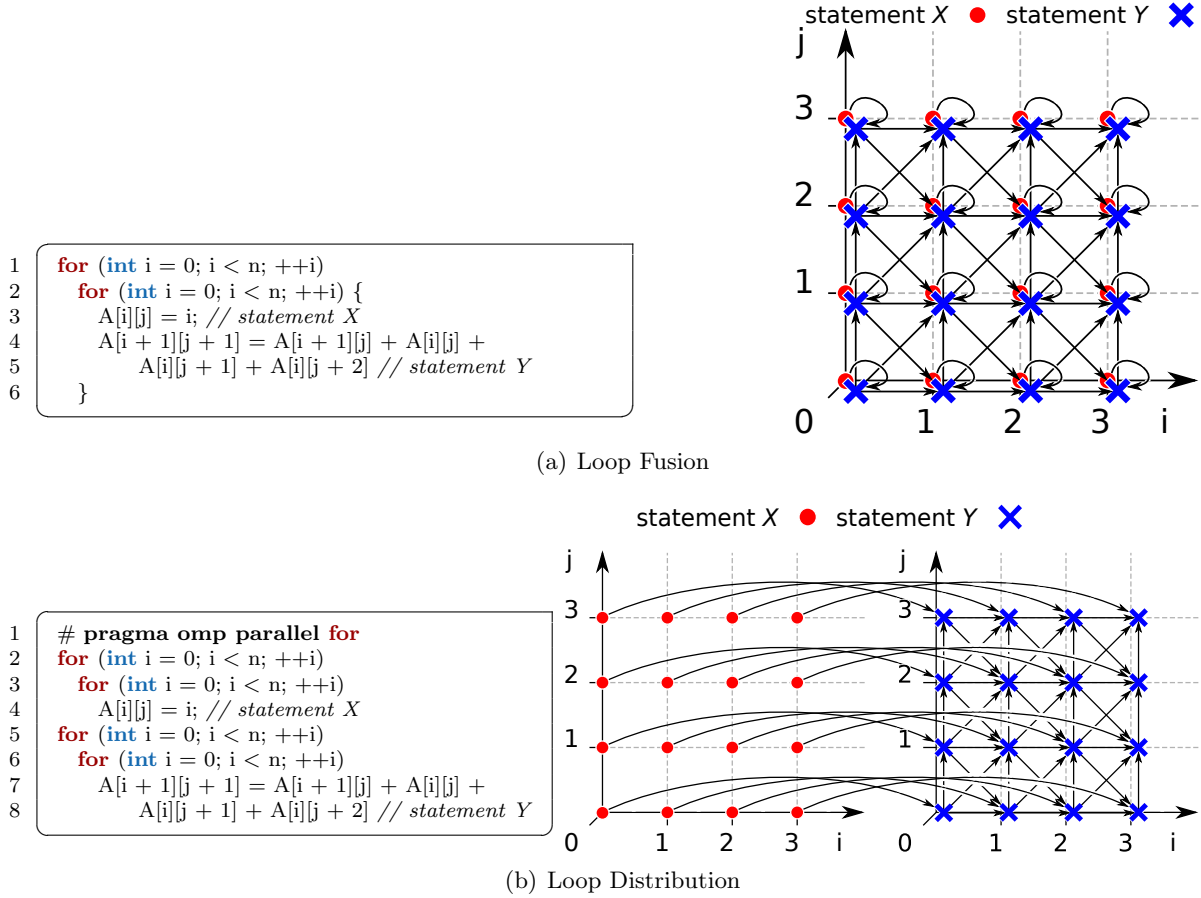 statement X statement Y
j
3
2
1
0 1 2 3 i
1 for (int i = 0; i < n; ++i)
2 for (int i = 0; i < n; ++i) {
3 A[i][j] = i; // statement X
4 A[i + 1][j + 1] = A[i + 1][j] + A[i][j] +
5 A[i][j + 1] + A[i][j + 2] // statement Y
6 }
(a) Loop Fusion
statement X statement Y
j j
3 3
2 2
1 1
0 1 2 3 i 0 1 2 3 i
1 # pragma omp parallel for
2 for (int i = 0; i < n; ++i)
3 for (int i = 0; i < n; ++i)
4 A[i][j] = i; // statement X
5 for (int i = 0; i < n; ++i)
6 for (int i = 0; i < n; ++i)
7 A[i + 1][j + 1] = A[i + 1][j] + A[i][j] +
8 A[i][j + 1] + A[i][j + 2] // statement Y
(b) Loop Distribution